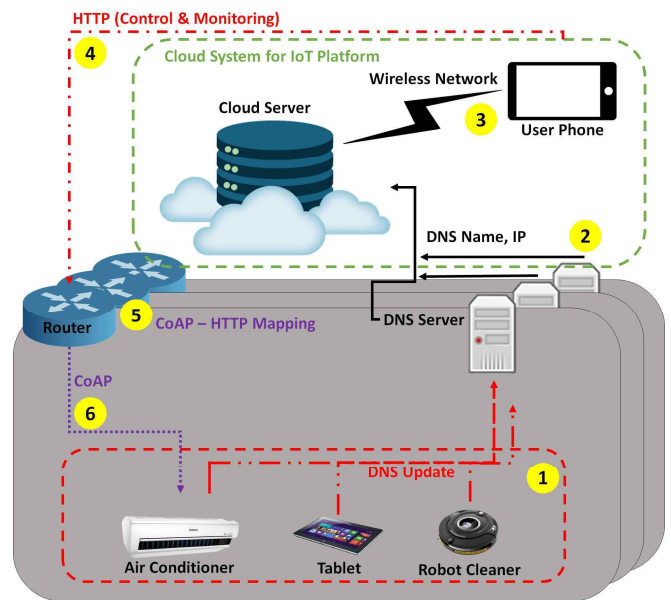 HTTP (Control & Monitoring)
4
Cloud System for IoT Platform
Wireless Network
Cloud Server
3
User Phone
DNS Name, IP
2
Router
5
DNS Server
CoAP – HTTP Mapping
CoAP
6
DNS Update
1
Air Conditioner
Tablet
Robot Cleaner